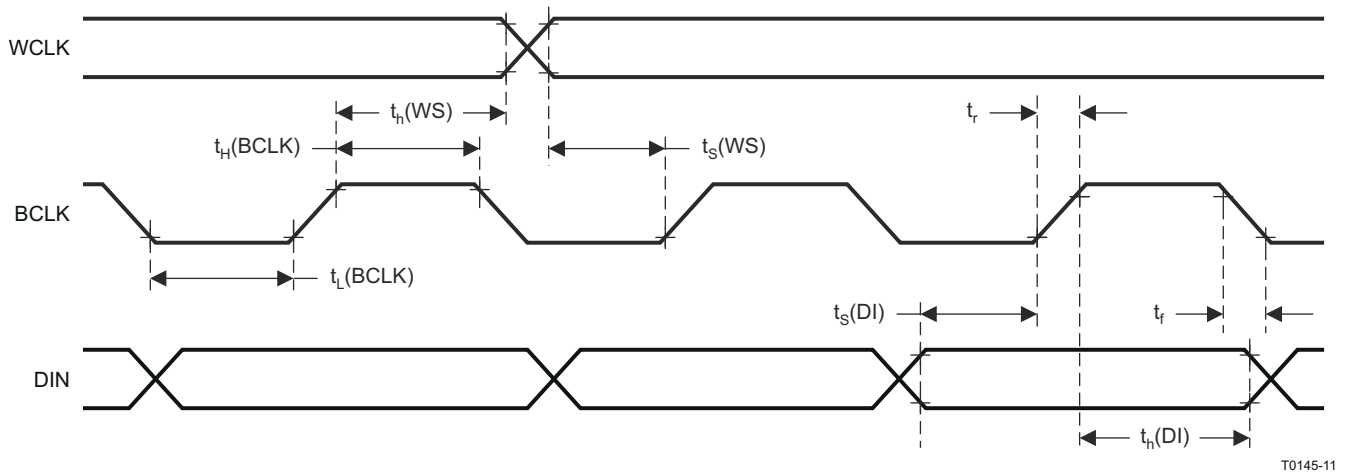 WCLK
t_h(WS)
t_r
t_H(BCLK)
t_S(WS)
BCLK
t_L(BCLK)
t_S(DI)
t_f
DIN
t_h(DI)
T0145-11